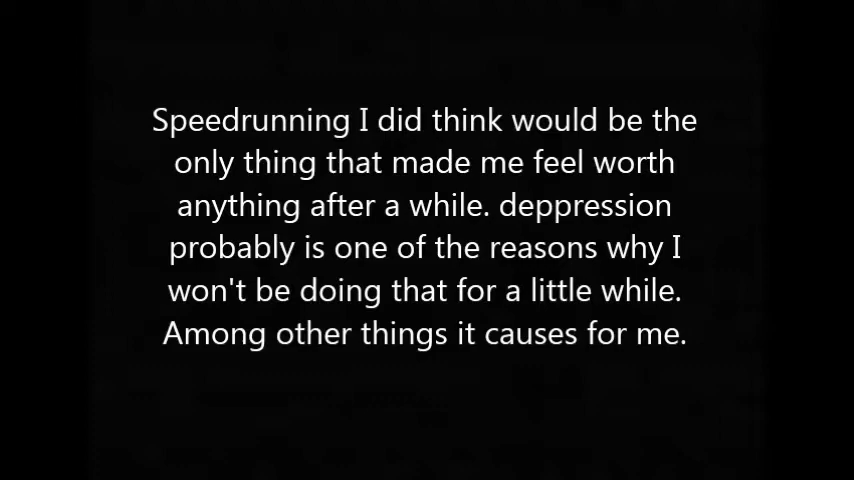 Speedrunning I did think would be the
only thing that made me feel worth
anything after a while. deppression
probably is one of the reasons why I
won't be doing that for a little while.
Among other things it causes for me.